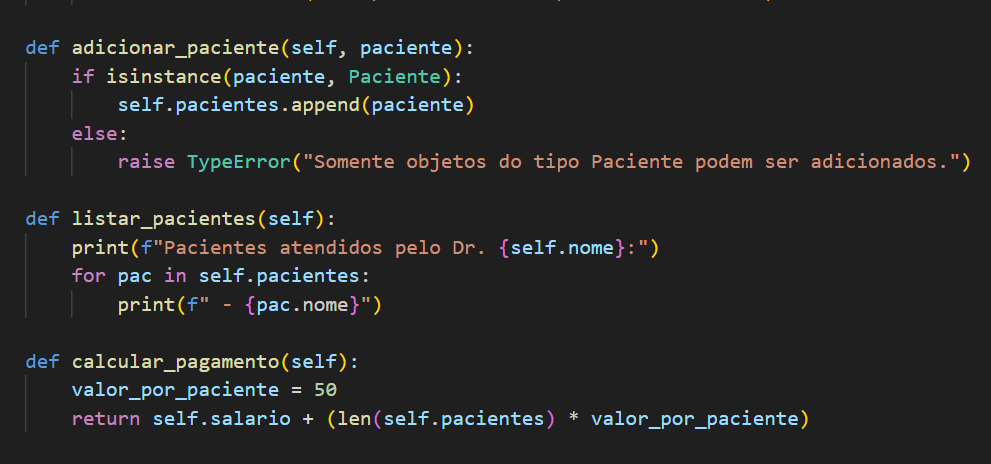 def adicionar_paciente(self, paciente):
    if isinstance(paciente, Paciente):
        self.pacientes.append(paciente)
    else:
        raise TypeError("Somente objetos do tipo Paciente podem ser adicionados.")
def listar_pacientes(self):
    print(f"Pacientes atendidos pelo Dr. {self.nome}:")
    for pac in self.pacientes:
        print(f" - {pac.nome}")
def calcular_pagamento(self):
    valor_por_paciente = 50
    return self.salario + (len(self.pacientes) * valor_por_paciente)